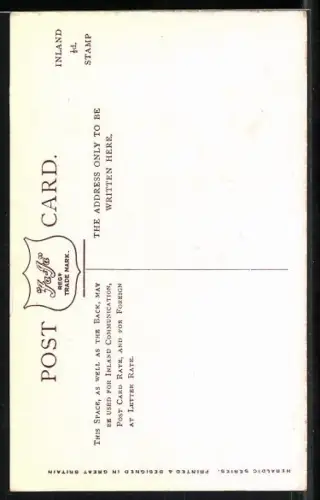 POST CARD.
REGD
TRADE MARK.
INLAND
½d.
STAMP
THIS SPACE, AS WELL AS THE BACK, MAY
BE USED FOR INLAND COMMUNICATION,
POST CARD RATE, AND FOR FOREIGN
AT LETTER RATE.
THE ADDRESS ONLY TO BE
WRITTEN HERE.
HERALDIC SERIES. PRINTED & DESIGNED IN GREAT BRITAIN